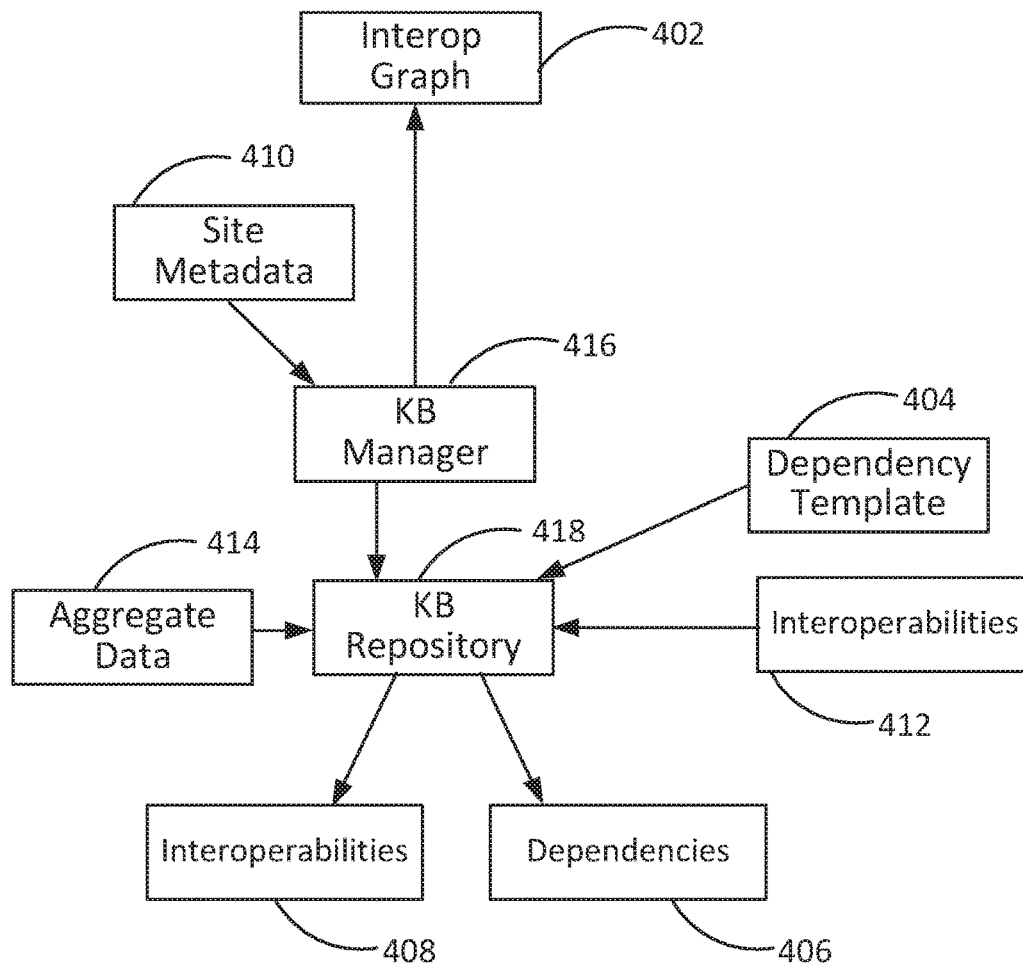 Interop
Graph
402
410
Site
Metadata
416
KB
Manager
404
Dependency
Template
414
418
Aggregate
Data
KB
Repository
Interoperabilities
412
Interoperabilities
Dependencies
408
406